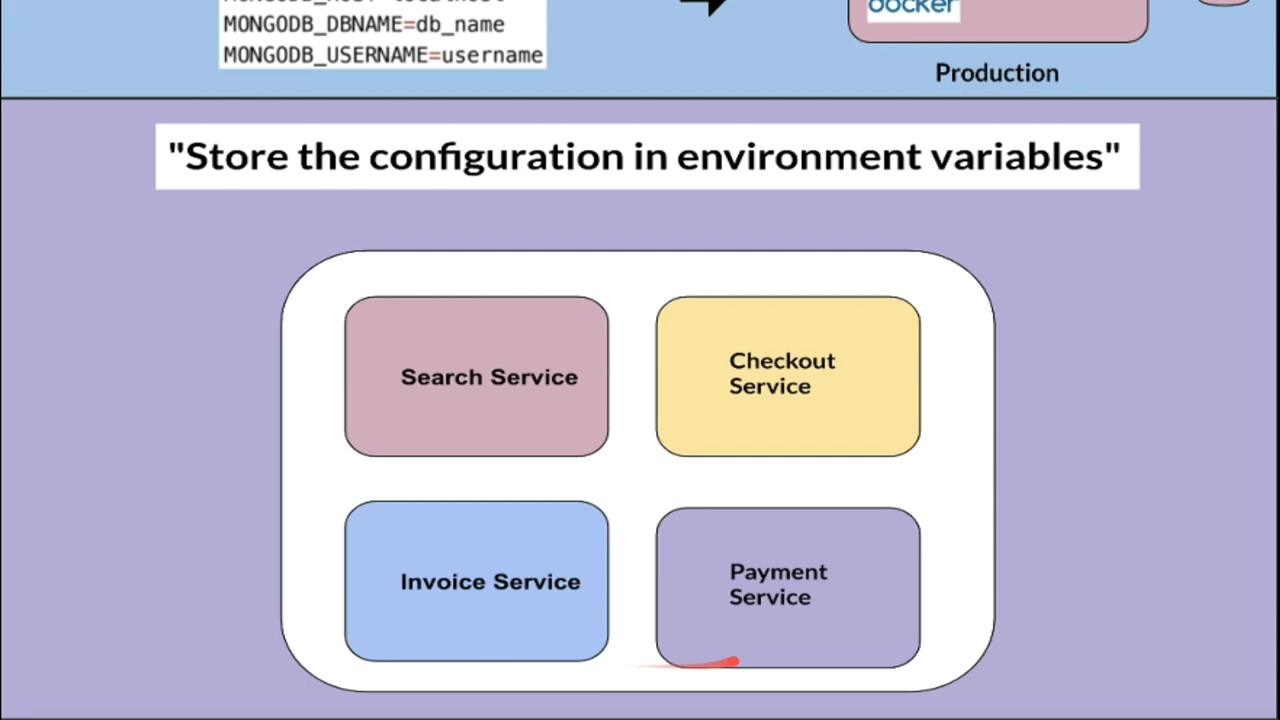 MONGODB_DBNAME=db_name
MONGODB_USERNAME=username
docker
Production
"Store the configuration in environment variables"
Search Service
Checkout
Service
Invoice Service
Payment
Service